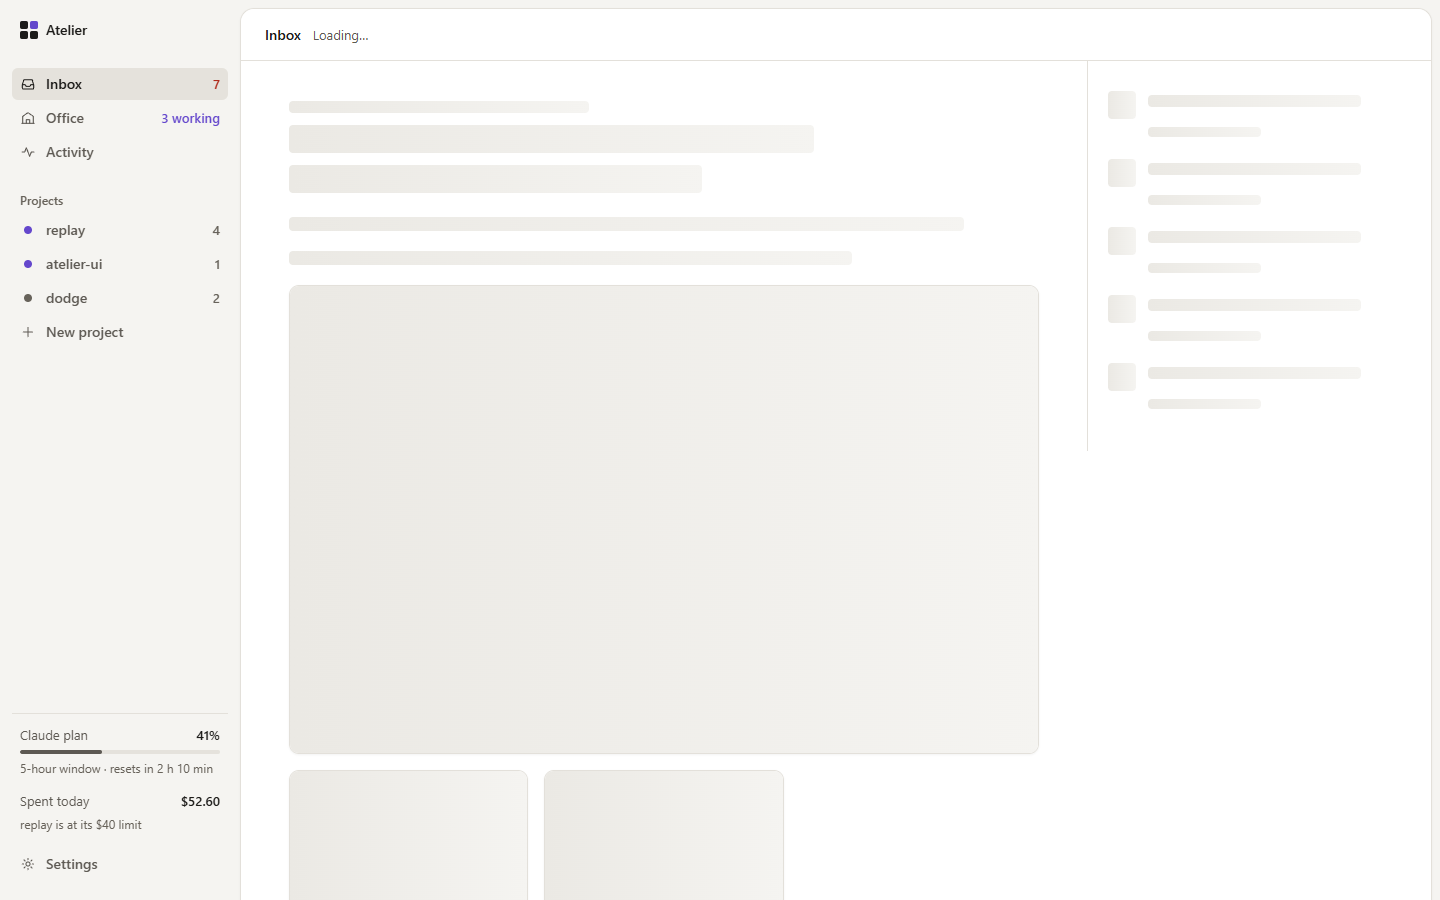 Atelier
Inbox 7
Office 3 working
Activity
Projects
replay 4
atelier-ui 1
dodge 2
New project
Claude plan 41%
5-hour window · resets in 2 h 10 min
Spent today $52.60
replay is at its $40 limit
Settings
Inbox Loading…